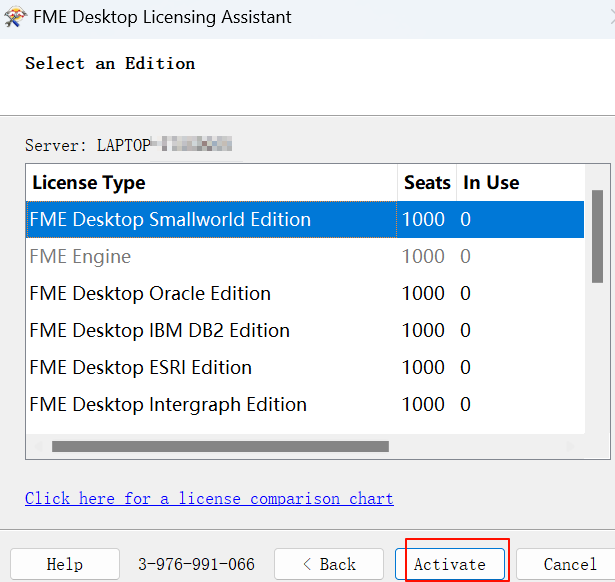 FME Desktop Licensing Assistant
Select an Edition
Server: LAPTOP
License Type Seats In Use
FME Desktop Smallworld Edition 1000 0
FME Engine 1000 0
FME Desktop Oracle Edition 1000 0
FME Desktop IBM DB2 Edition 1000 0
FME Desktop ESRI Edition 1000 0
FME Desktop Intergraph Edition 1000 0
Click here for a license comparison chart
Help 3-976-991-066 < Back Activate Cancel